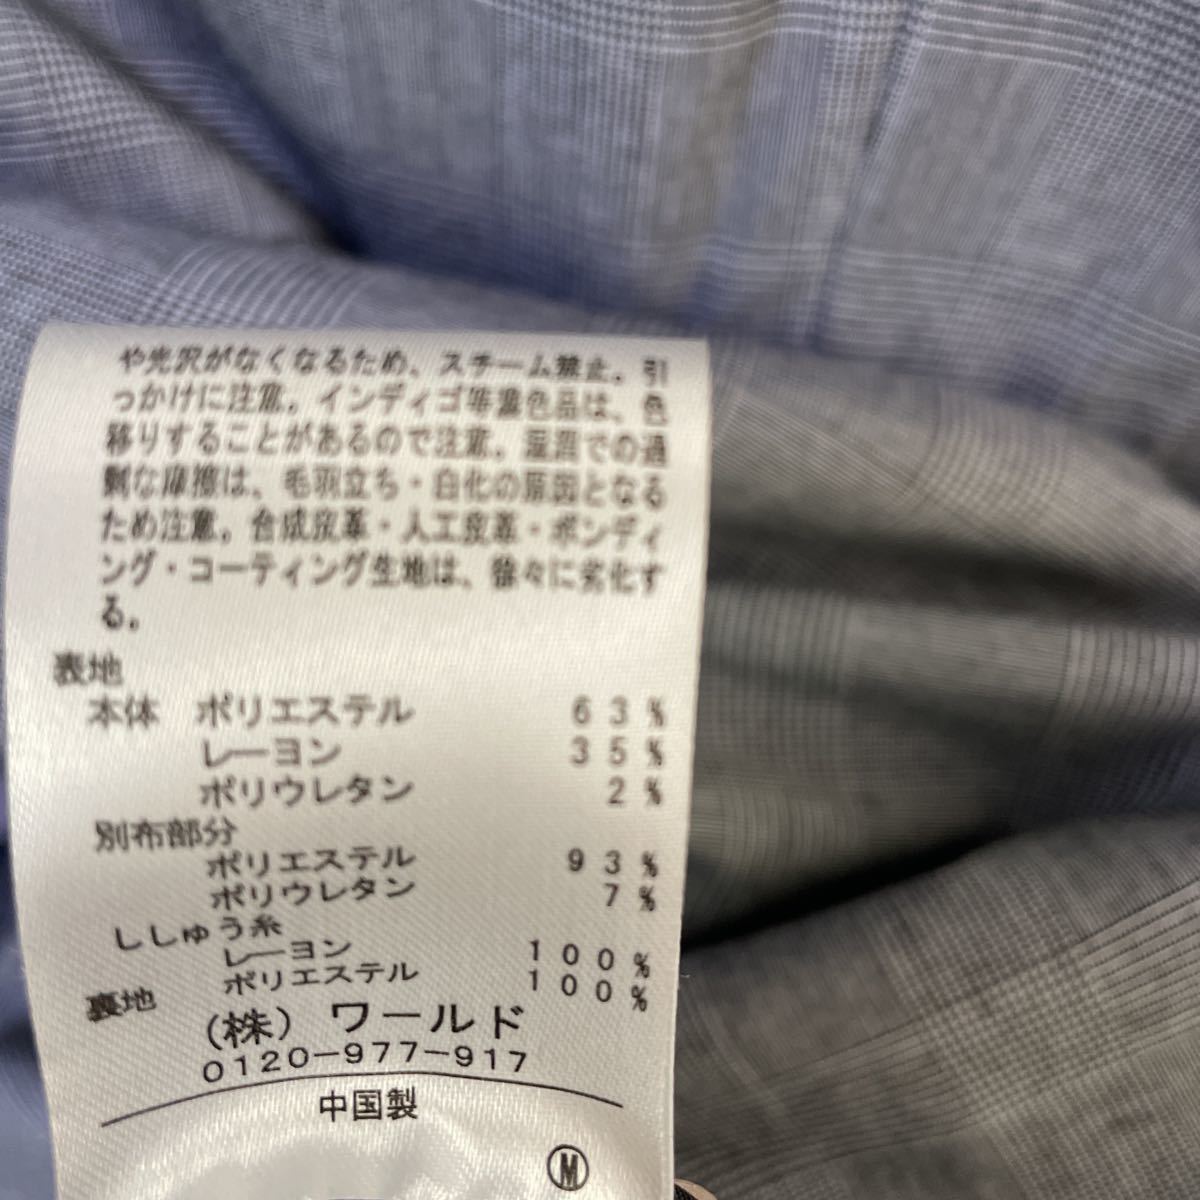 や光沢がなくなるため、スチーム禁止。引
っかけに注意。インディゴ等濃色品は、色
移りすることがあるので注意。湿潤での過
剰な摩擦は、毛羽立ち・白化の原因となる
ため注意。合成皮革・人工皮革・ボンディ
ング・コーティング生地は、徐々に劣化す
る。
表地
本体 ポリエステル 63%
レーヨン 35%
ポリウレタン 2%
別布部分
ポリエステル 93%
ポリウレタン 7%
ししゅう糸
レーヨン 100%
裏地 ポリエステル 100%
(株)ワールド
0120-977-917
中国製
Ⓜ